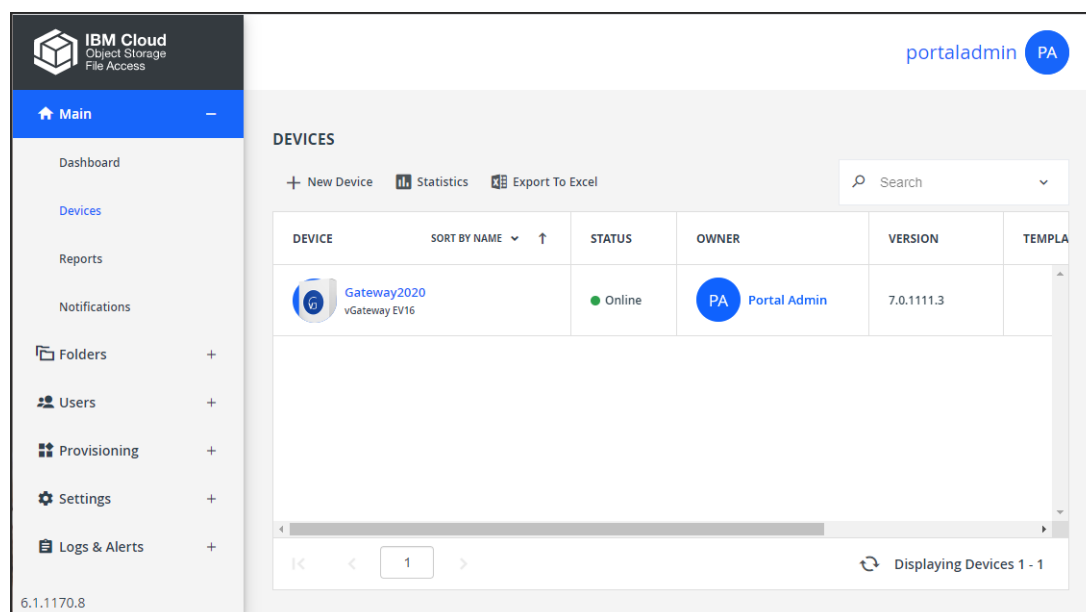 IBM Cloud
Object Storage
File Access
portaladmin PA
Main
Dashboard
Devices
Reports
Notifications
Folders
Users
Provisioning
Settings
Logs & Alerts
6.1.1170.8
DEVICES
New Device Statistics Export To Excel Search
DEVICE SORT BY NAME STATUS OWNER VERSION TEMPLA
Gateway2020
vGateway EV16
Online PA Portal Admin 7.0.1111.3
1
Displaying Devices 1 - 1